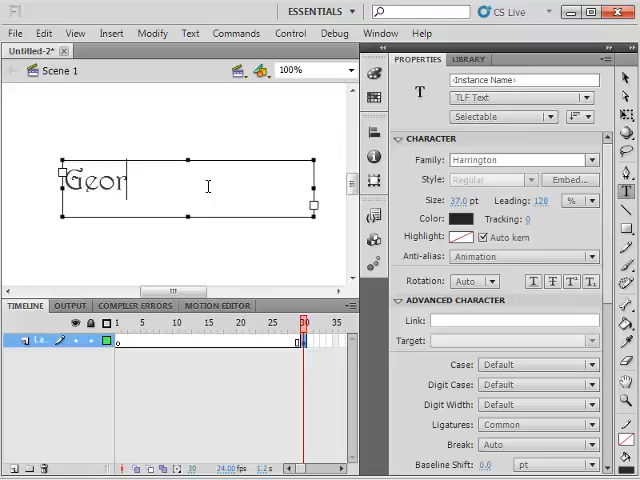 Fl
ESSENTIALS
CS Live
File Edit View Insert Modify Text Commands Control Debug Window Help
Untitled-2*
Scene 1
100%
Geor
TIMELINE OUTPUT COMPILER ERRORS MOTION EDITOR
1 5 10 15 20 25 30 35
La...
30 24.00 fps 1.2 s
PROPERTIES LIBRARY
<Instance Name>
T TLF Text
Selectable
CHARACTER
Family: Harrington
Style: Regular Embed...
Size: 37.0 pt Leading: 120 %
Color: Tracking: 0
Highlight: Auto kern
Anti-alias: Animation
Rotation: Auto T T T¹ T₁
ADVANCED CHARACTER
Link:
Target:
Case: Default
Digit Case: Default
Digit Width: Default
Ligatures: Common
Break: Auto
Baseline Shift: 0.0 pt